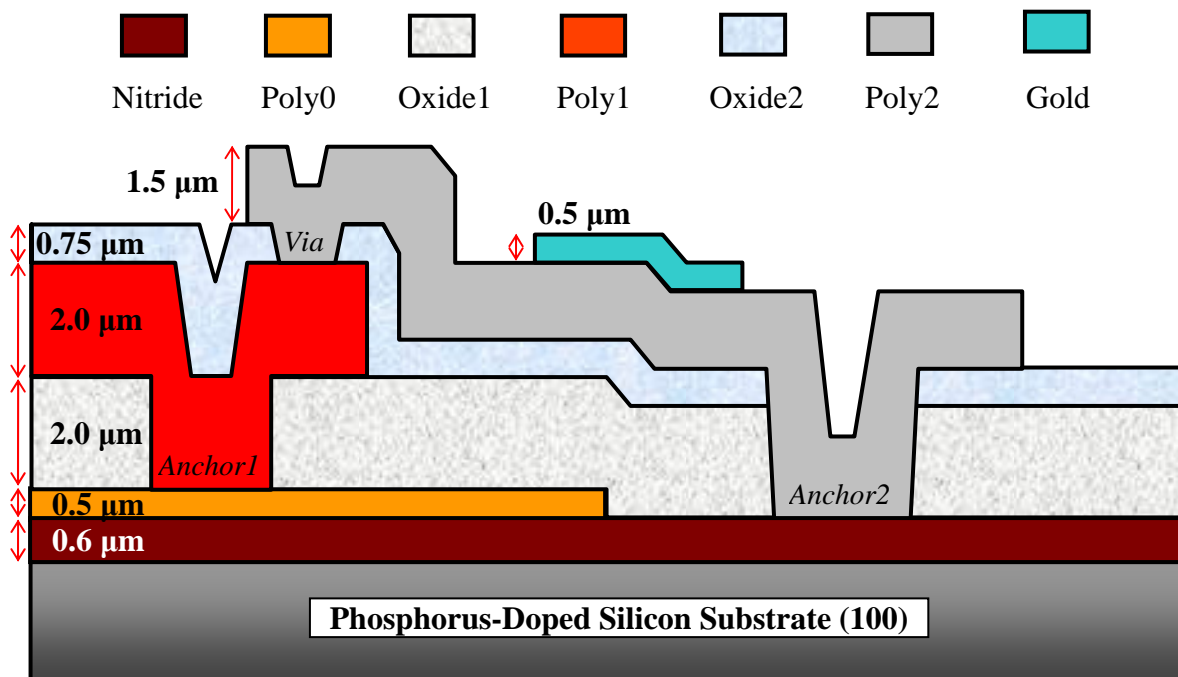 Nitride Poly0 Oxide1 Poly1 Oxide2 Poly2 Gold
1.5 μm
0.5 μm
0.75 μm
Via
2.0 μm
2.0 μm
Anchor1
Anchor2
0.5 μm
0.6 μm
Phosphorus-Doped Silicon Substrate (100)